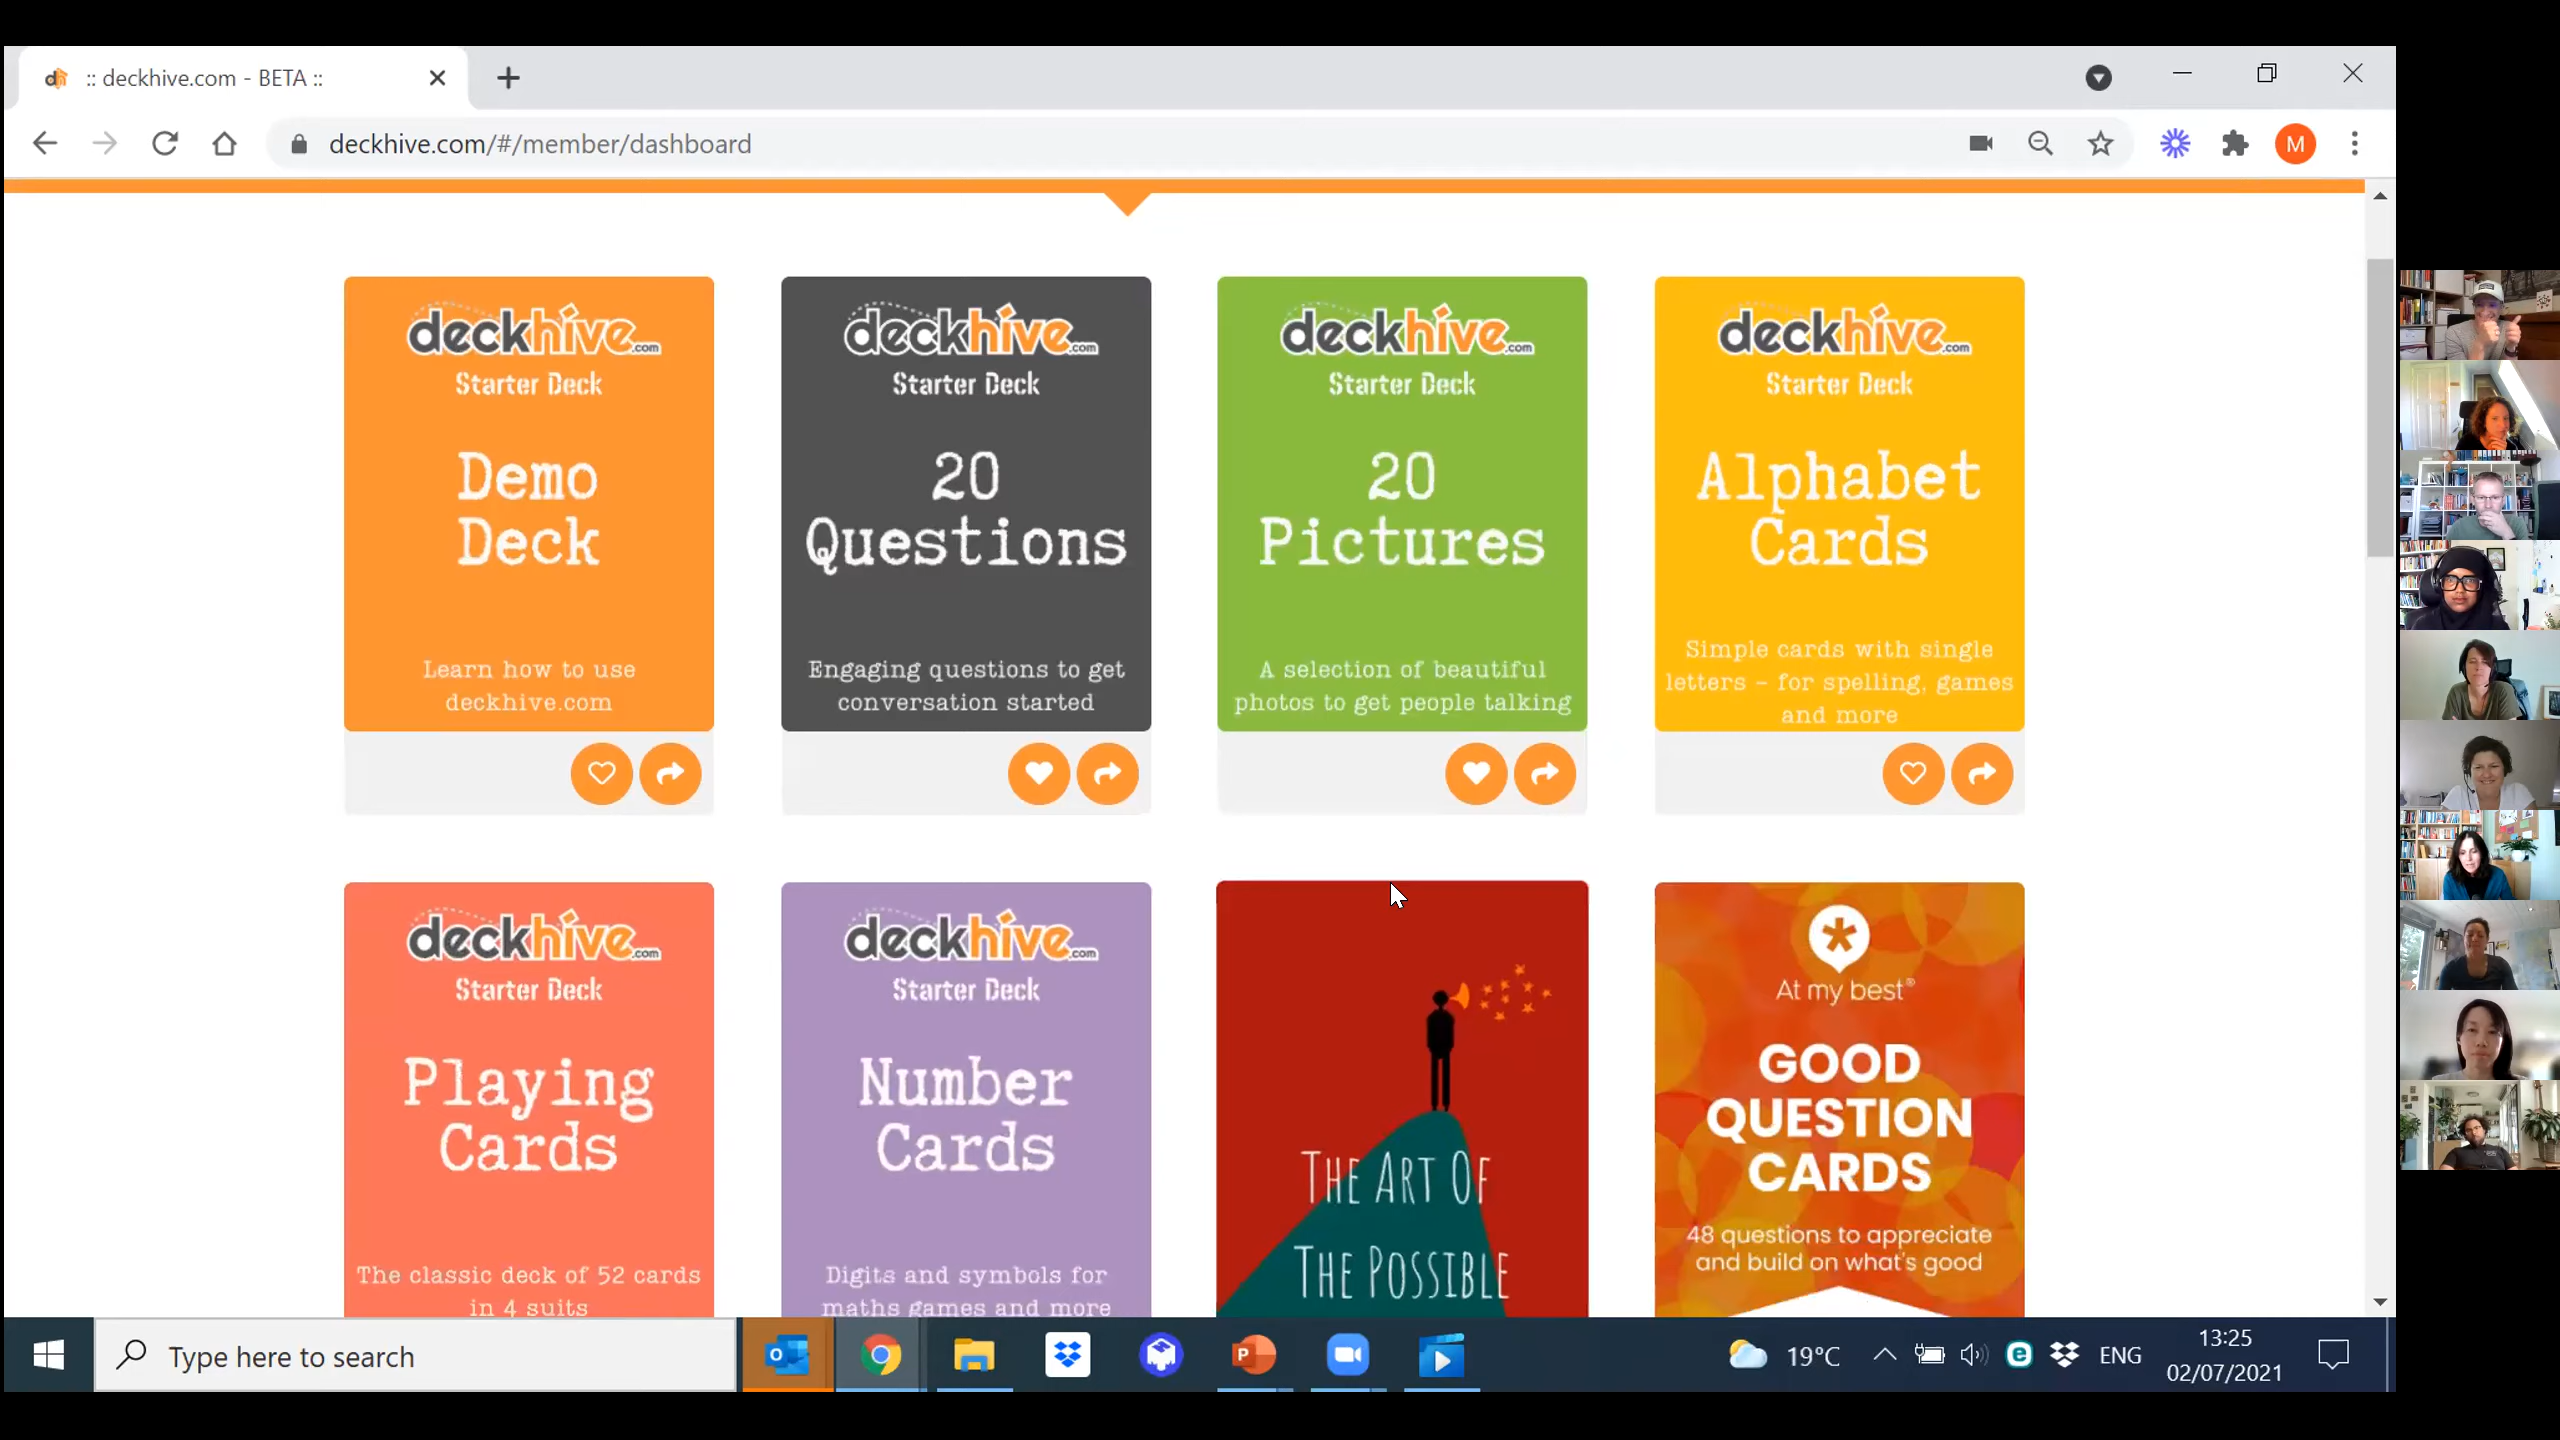 :: deckhive.com - BETA ::
deckhive.com/#/member/dashboard
M
deckhive.com
Starter Deck
Demo
Deck
Learn how to use
deckhive.com
deckhive.com
Starter Deck
20
Questions
Engaging questions to get
conversation started
deckhive.com
Starter Deck
20
Pictures
A selection of beautiful
photos to get people talking
deckhive.com
Starter Deck
Alphabet
Cards
Simple cards with single
letters – for spelling, games
and more
deckhive.com
Starter Deck
Playing
Cards
The classic deck of 52 cards
in 4 suits
deckhive.com
Starter Deck
Number
Cards
Digits and symbols for
maths games and more
THE ART OF
THE POSSIBLE
At my best®
GOOD
QUESTION
CARDS
48 questions to appreciate
and build on what's good
Type here to search
19°C
ENG
13:25
02/07/2021